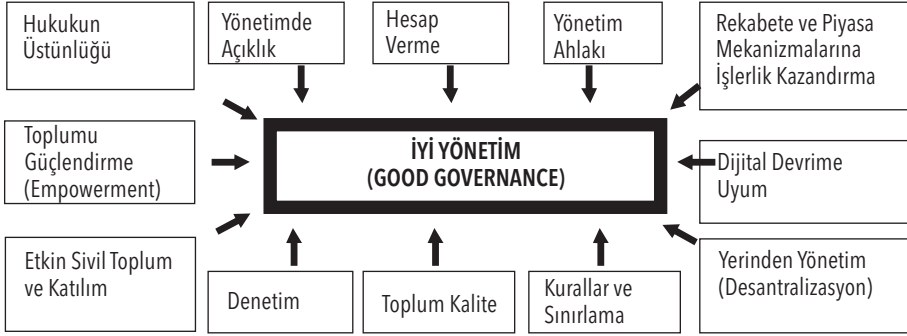 Hukukun
Üstünlüğü
Yönetimde
Açıklık
Hesap
Verme
Yönetim
Ahlakı
Rekabete ve Piyasa
Mekanizmalarına
İşlerlik Kazandırma
Toplumu
Güçlendirme
(Empowerment)
İYİ YÖNETİM
(GOOD GOVERNANCE)
Dijital Devrime
Uyum
Etkin Sivil Toplum
ve Katılım
Denetim
Toplum Kalite
Kurallar ve
Sınırlama
Yerinden Yönetim
(Desantralizasyon)